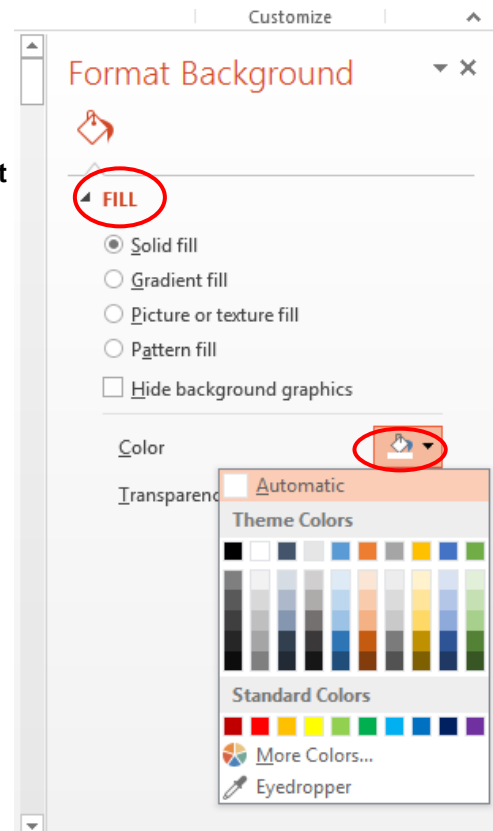 Customize
Format Background
t
FILL
Solid fill
Gradient fill
Picture or texture fill
Pattern fill
Hide background graphics
Color
Transparenc
Automatic
Theme Colors
Standard Colors
More Colors...
Eyedropper